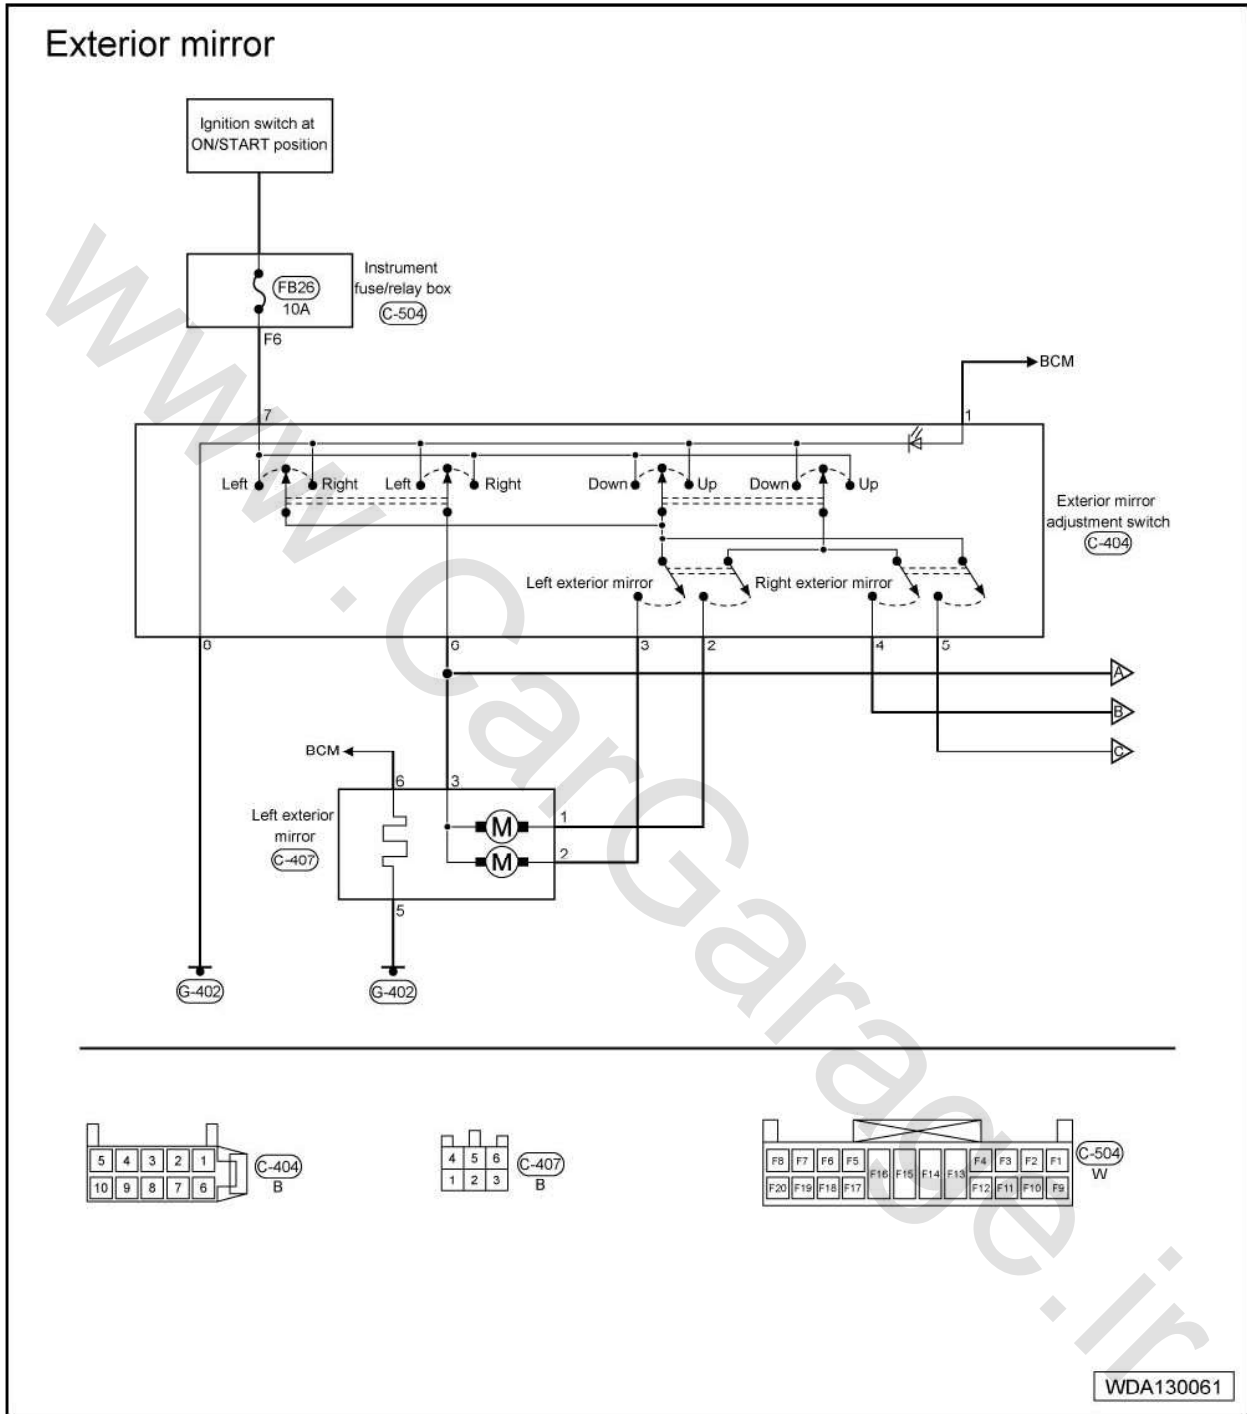 Exterior mirror
Ignition switch at
ON/START position
FB26
10A
Instrument
fuse/relay box
C-504
F6
BCM
7
1
Left
Right
Left
Right
Down
Up
Down
Up
Exterior mirror
adjustment switch
C-404
Left exterior mirror
Right exterior mirror
8
6
3
2
4
5
A
B
C
BCM
6
3
Left exterior
mirror
C-407
M
1
M
2
5
G-402
G-402
5 4 3 2 1
10 9 8 7 6
C-404
B
4 5 6
1 2 3
C-407
B
F8 F7 F6 F5 F16 F15 F14 F13 F4 F3 F2 F1
F20 F19 F18 F17 F12 F11 F10 F9
C-504
W
WDA130061
www.CarGarage.ir